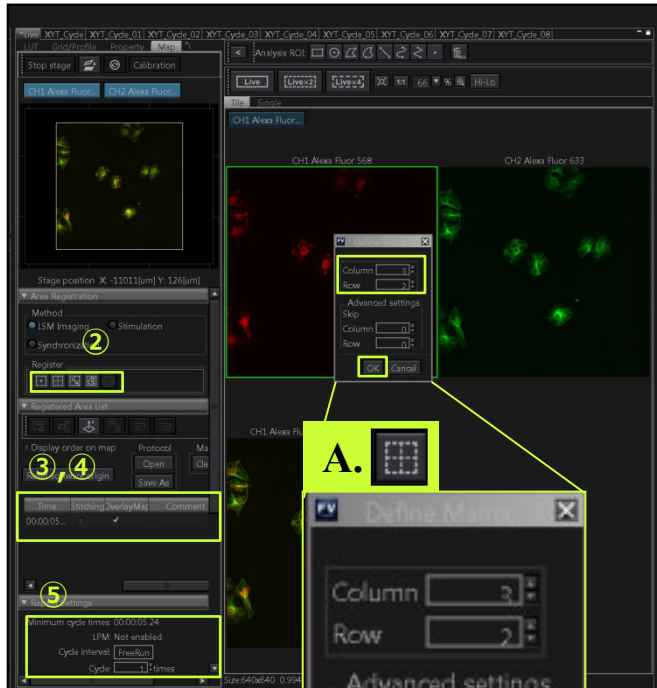 *Live XYT_Cycle XYT_Cycle_01 XYT_Cycle_02 XYT_Cycle_03 XYT_Cycle_04 XYT_Cycle_05 XYT_Cycle_06 XYT_Cycle_07 XYT_Cycle_08
LUT Grid/Profile Property Map
< Analysis ROI:
Stop stage Calibration
Live Live×2 Live×4 1:1 66 % Hi-Lo
CH1 Alexa Fluor... CH2 Alexa Fluor...
Tile Single
CH1 Alexa Fluor...
CH1 Alexa Fluor 568 CH2 Alexa Fluor 633
Define Matrix
Column 3
Row 2
Advanced settings
Skip
Column 0
Row 0
OK Cancel
Stage position X: -11011[um] Y: 126[um]
Area Registration
Method
LSM Imaging Stimulation
②
Register
Registered Area List
CH1 Alexa Flu
Display order on map Protocol Ma
③,④
Open Cle
Save As
Time Stitching OverlayMap Comment
00:00:05...
A.
Define Matrix
Column 3
Row 2
Advanced settings
⑤
Minimum cycle times: 00:00:05.24
LPM: Not enabled
Cycle interval: FreeRun
Cycle: 1 times
Size:640x640 0.994